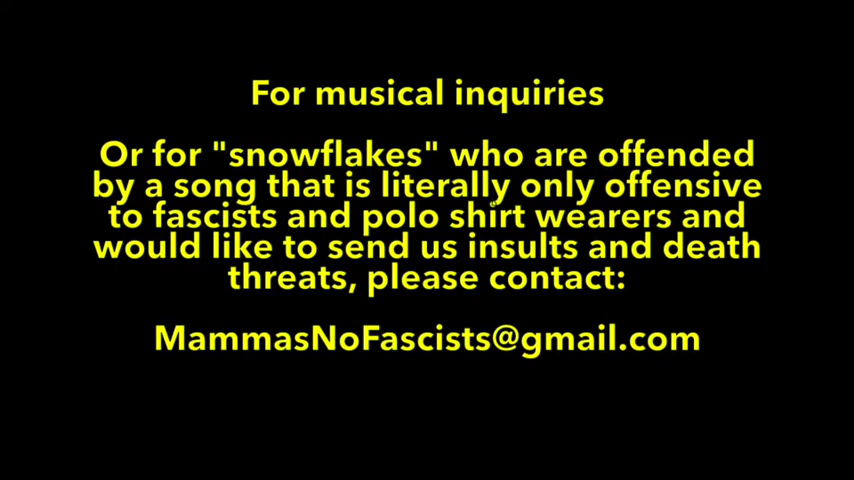 For musical inquiries
Or for "snowflakes" who are offended
by a song that is literally only offensive
to fascists and polo shirt wearers and
would like to send us insults and death
threats, please contact:
MammasNoFascists@gmail.com